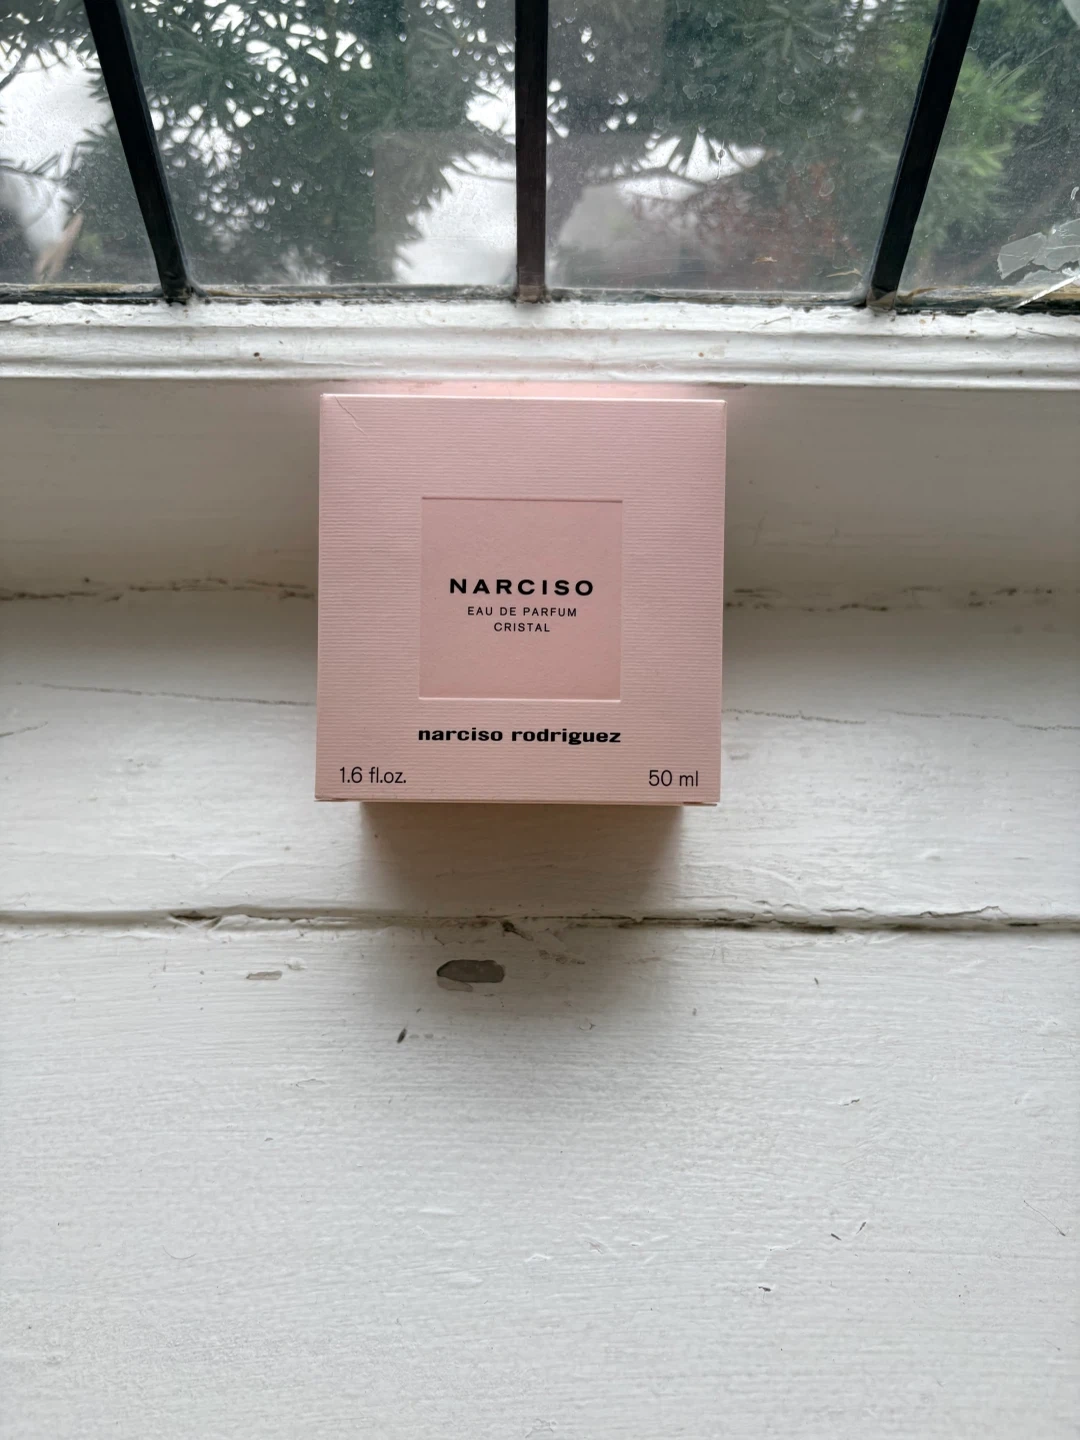 NARCISO
EAU DE PARFUM
CRISTAL
narciso rodriguez
1.6 fl.oz. 50 ml